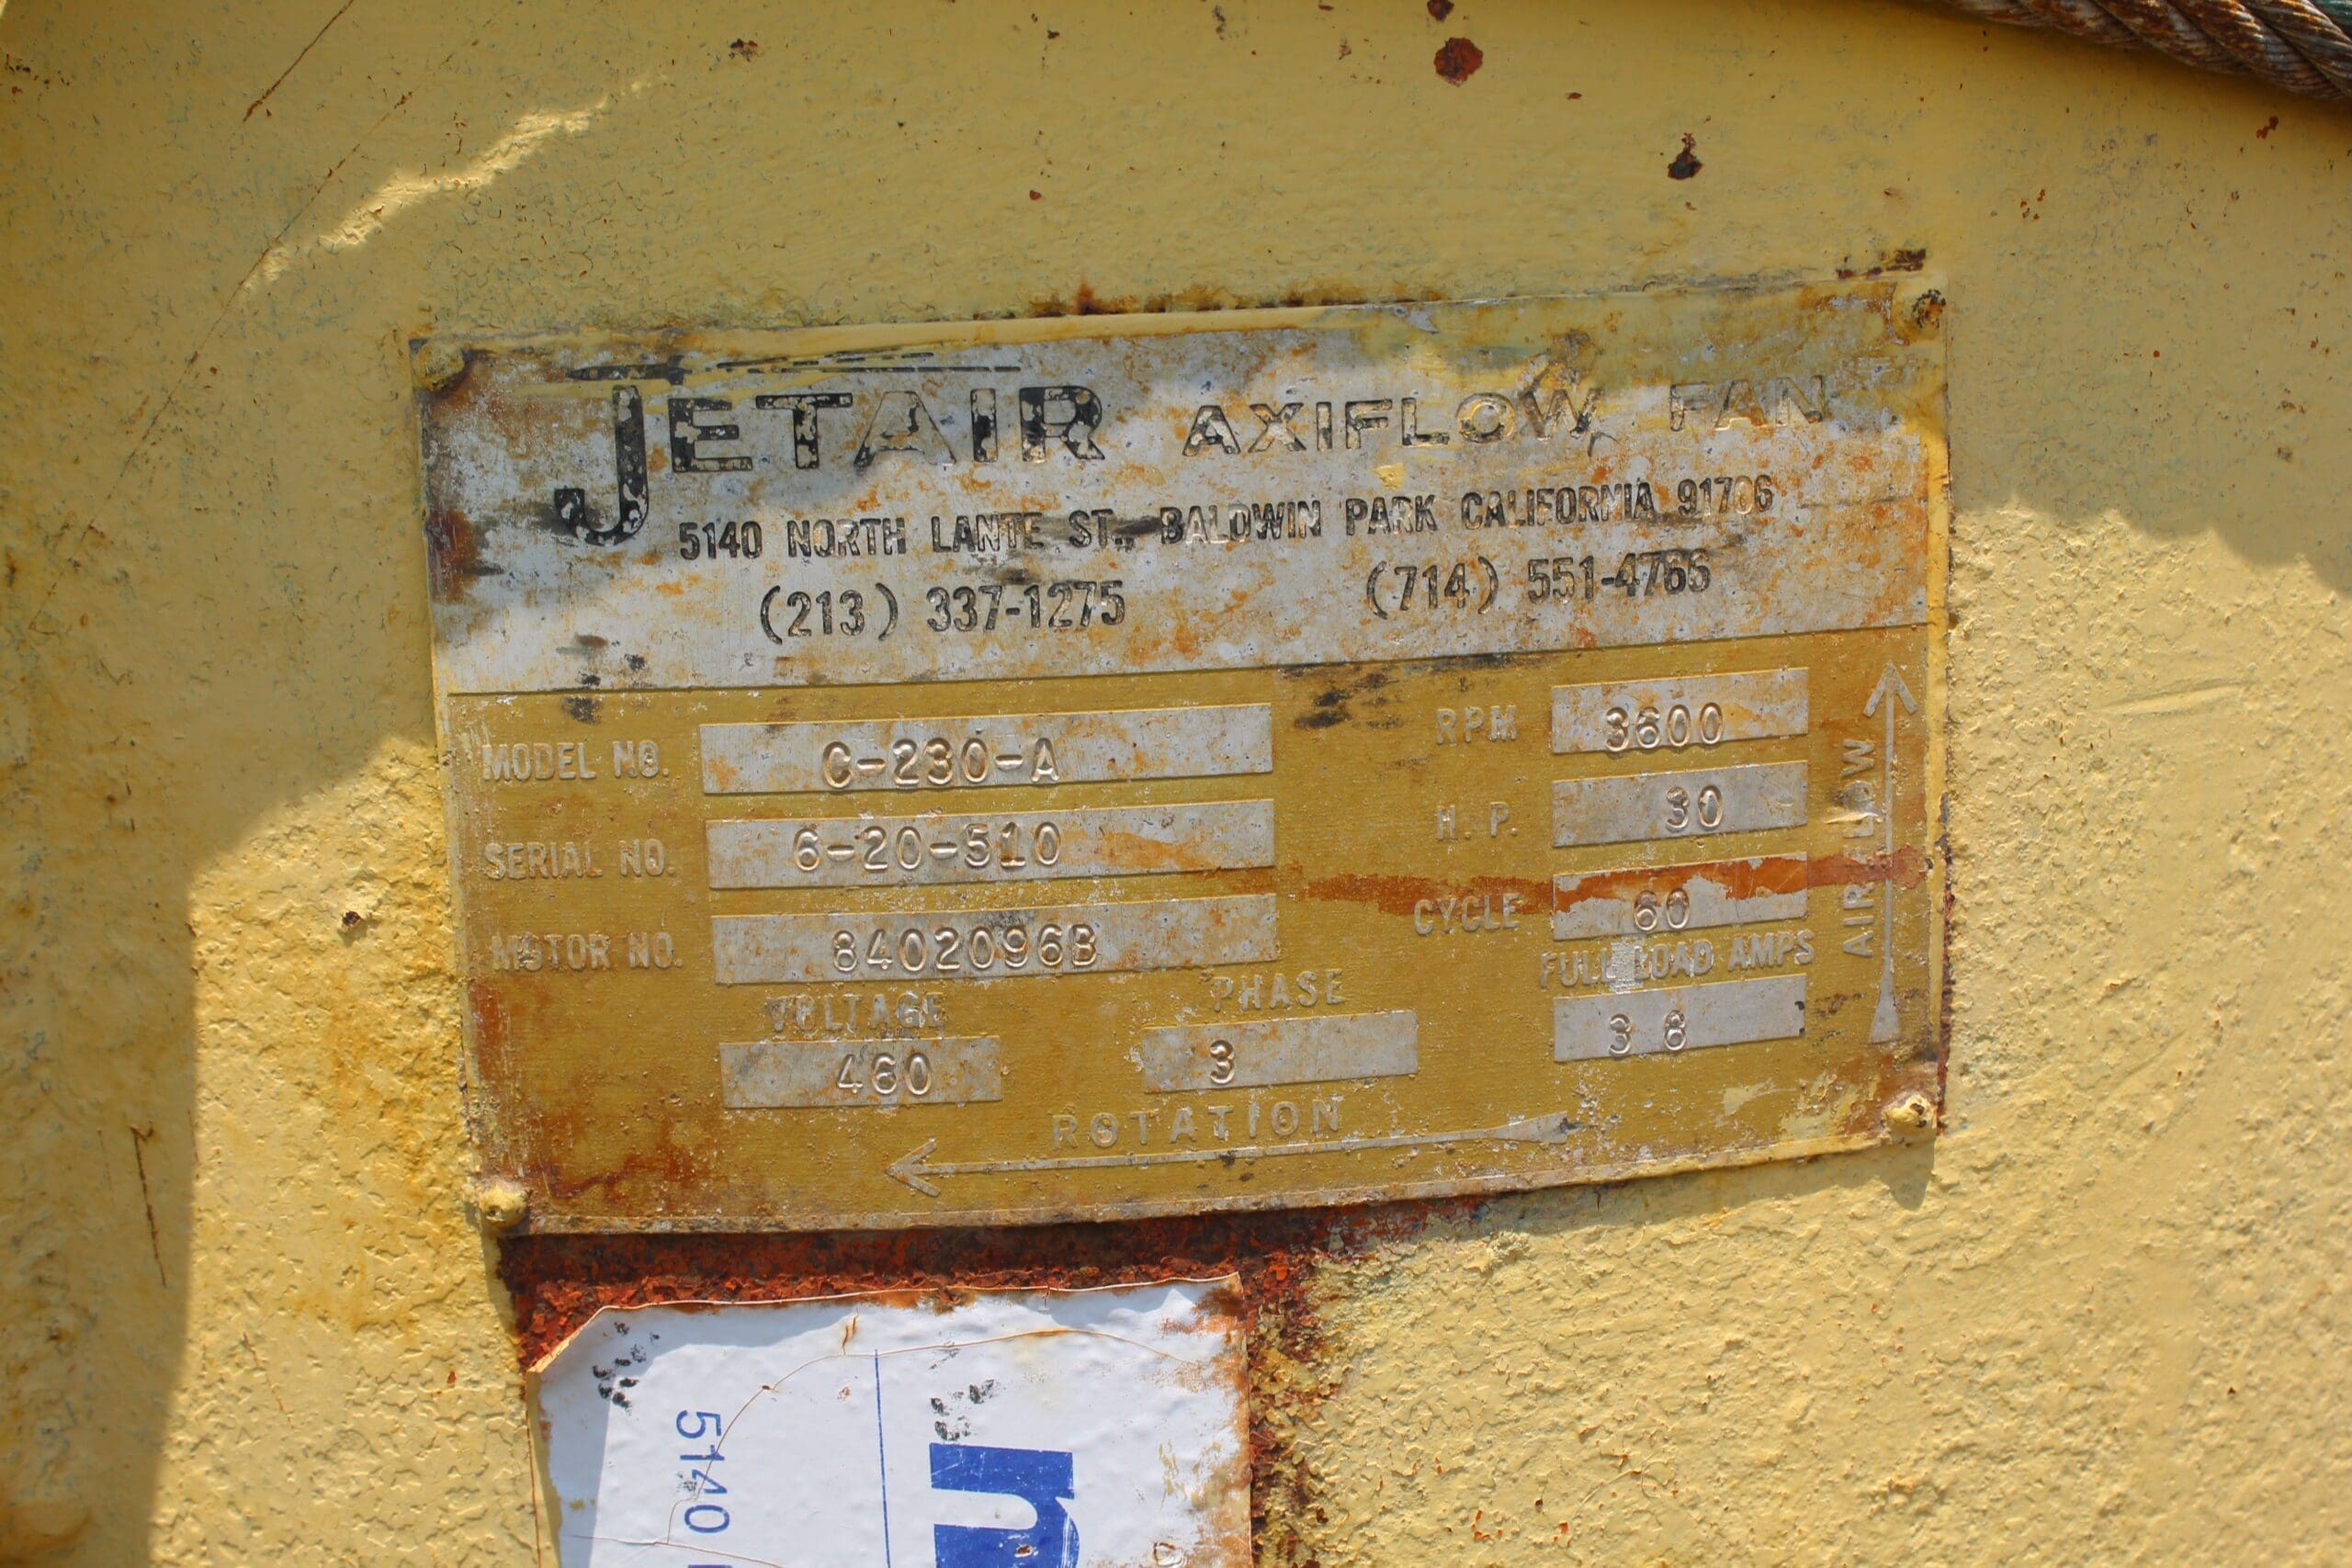 JETAIR AXIFLOW FAN
5140 NORTH LANTE ST., BALDWIN PARK CALIFORNIA 91706
(213) 337-1275 (714) 551-4766
MODEL NO. C-230-A
SERIAL NO. 6-20-510
MOTOR NO. 8402096B
VOLTAGE 460
PHASE 3
RPM 3600
H.P. 30
CYCLE 60
FULL LOAD AMPS
38
AIR FLOW
ROTATION
5140